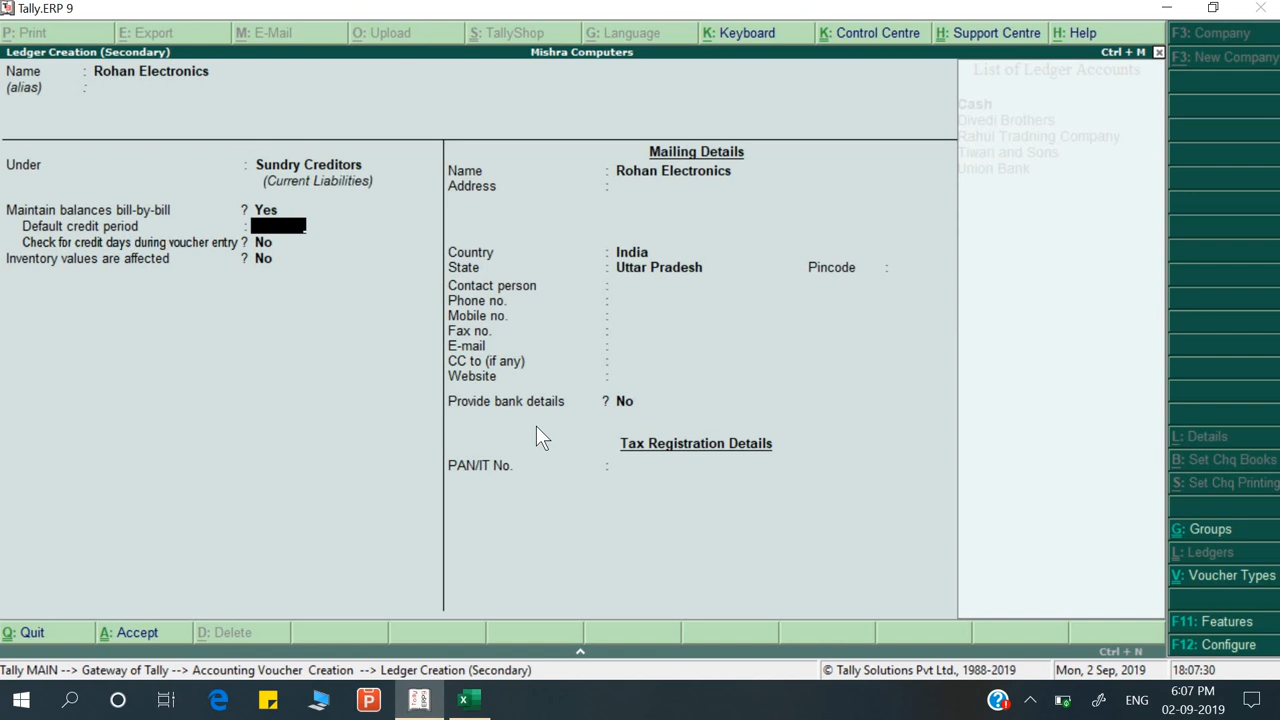 Tally.ERP 9
P: Print E: Export M: E-Mail O: Upload S: TallyShop G: Language K: Keyboard K: Control Centre H: Support Centre H: Help
F3: Company
Ledger Creation (Secondary) Mishra Computers Ctrl + M
F3: New Company
Name : Rohan Electronics
(alias) :
List of Ledger Accounts
Cash
Divedi Brothers
Rahul Tradning Company
Tiwari and Sons
Union Bank
Under : Sundry Creditors
(Current Liabilities)
Maintain balances bill-by-bill ? Yes
Default credit period :
Check for credit days during voucher entry ? No
Inventory values are affected ? No
Mailing Details
Name : Rohan Electronics
Address :
Country : India
State : Uttar Pradesh Pincode :
Contact person :
Phone no. :
Mobile no. :
Fax no. :
E-mail :
CC to (if any) :
Website :
Provide bank details ? No
Tax Registration Details
PAN/IT No. :
L: Details
B: Set Chq Books
S: Set Chq Printing
G: Groups
L: Ledgers
V: Voucher Types
F11: Features
F12: Configure
Q: Quit A: Accept D: Delete
Ctrl + N
Tally MAIN --> Gateway of Tally --> Accounting Voucher Creation --> Ledger Creation (Secondary) © Tally Solutions Pvt Ltd., 1988-2019 Mon, 2 Sep, 2019 18:07:30
ENG 6:07 PM
02-09-2019